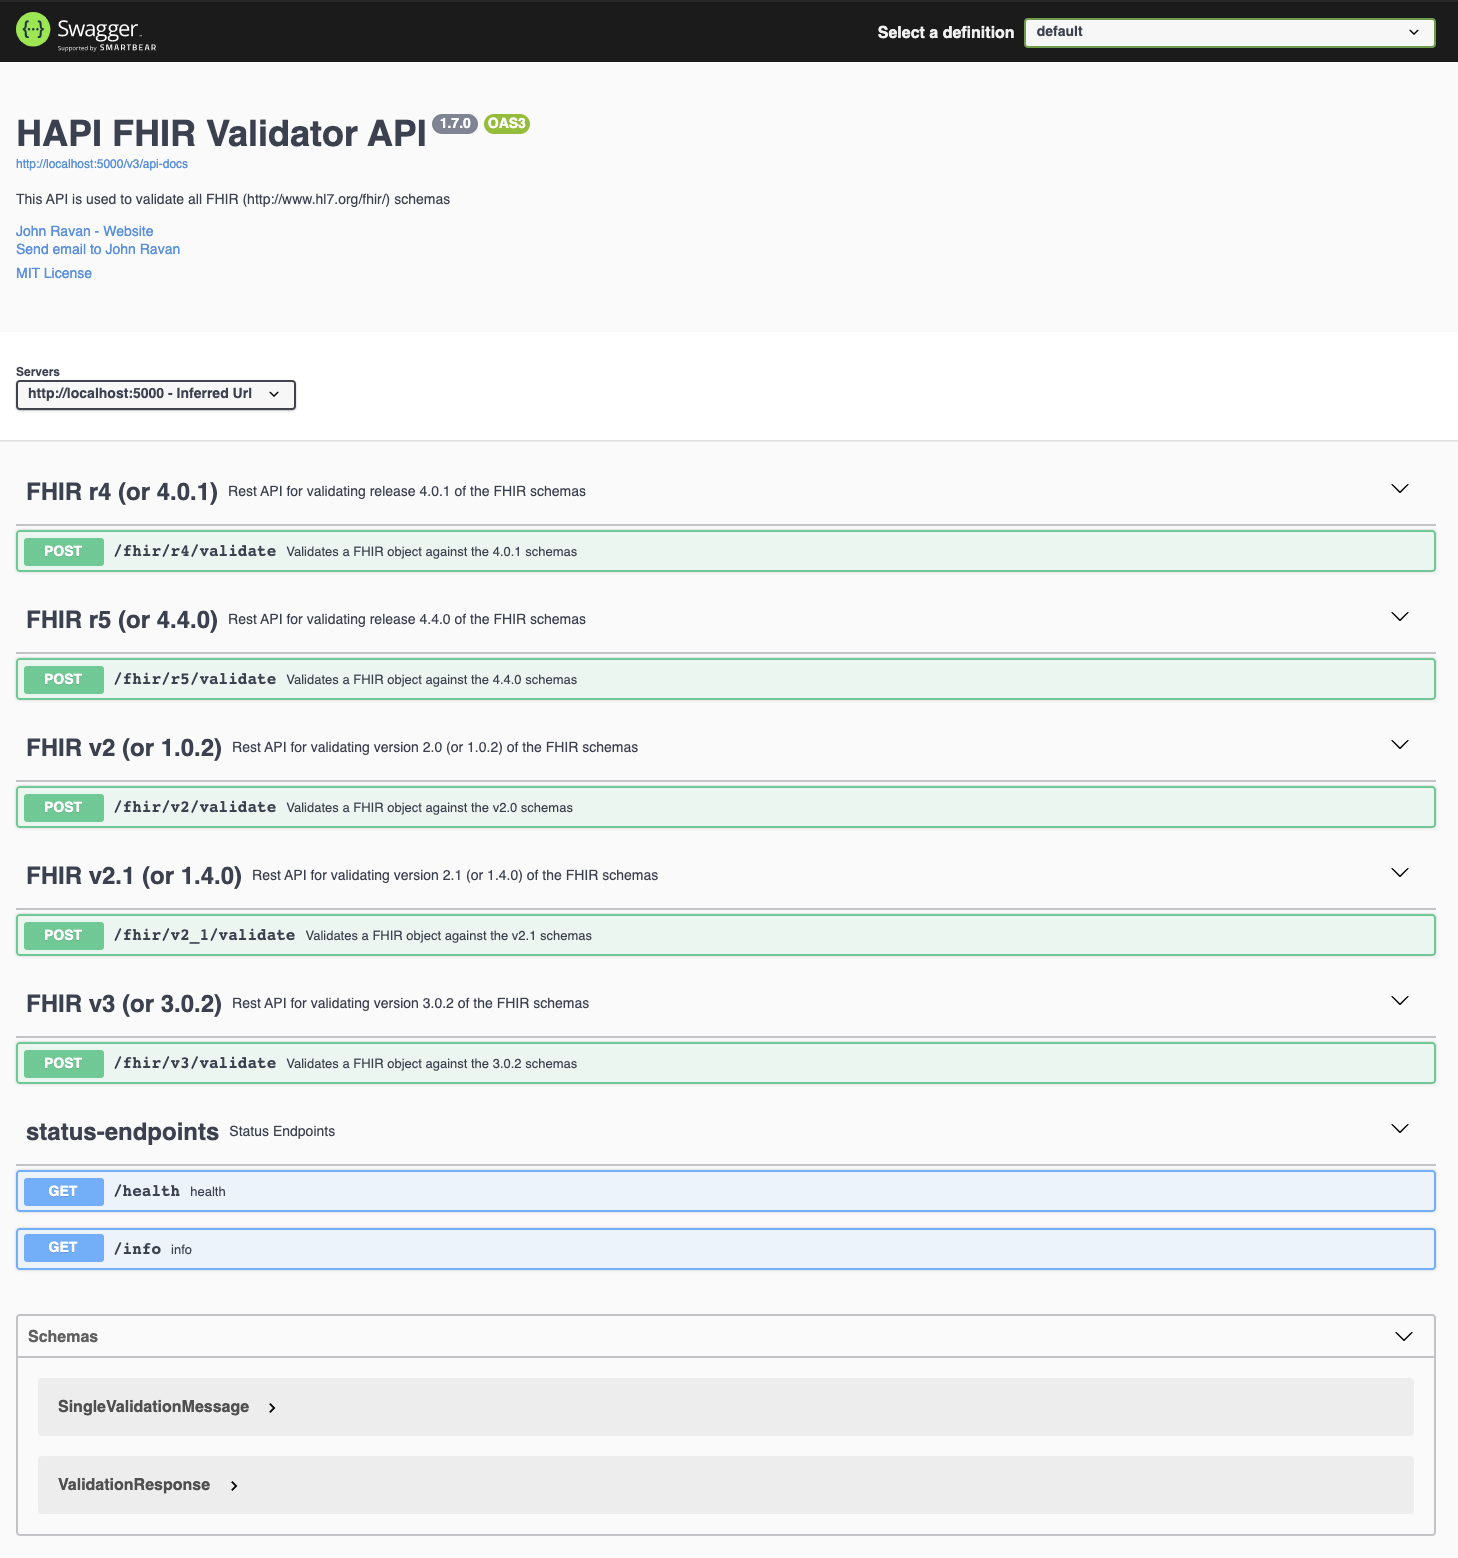 Swagger
Supported by SMARTBEAR
Select a definition
default
HAPI FHIR Validator API 1.7.0 OAS3
http://localhost:5000/v3/api-docs
This API is used to validate all FHIR (http://www.hl7.org/fhir/) schemas
John Ravan - Website
Send email to John Ravan
MIT License
Servers
http://localhost:5000 - Inferred Url
FHIR r4 (or 4.0.1) Rest API for validating release 4.0.1 of the FHIR schemas
POST /fhir/r4/validate Validates a FHIR object against the 4.0.1 schemas
FHIR r5 (or 4.4.0) Rest API for validating release 4.4.0 of the FHIR schemas
POST /fhir/r5/validate Validates a FHIR object against the 4.4.0 schemas
FHIR v2 (or 1.0.2) Rest API for validating version 2.0 (or 1.0.2) of the FHIR schemas
POST /fhir/v2/validate Validates a FHIR object against the v2.0 schemas
FHIR v2.1 (or 1.4.0) Rest API for validating version 2.1 (or 1.4.0) of the FHIR schemas
POST /fhir/v2_1/validate Validates a FHIR object against the v2.1 schemas
FHIR v3 (or 3.0.2) Rest API for validating version 3.0.2 of the FHIR schemas
POST /fhir/v3/validate Validates a FHIR object against the 3.0.2 schemas
status-endpoints Status Endpoints
GET /health health
GET /info info
Schemas
SingleValidationMessage
ValidationResponse